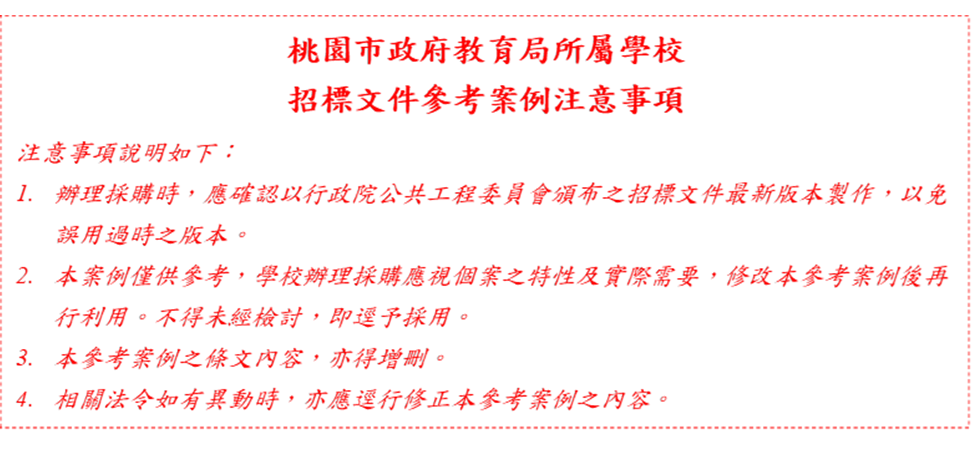 桃園市政府教育局所屬學校
招標文件參考案例注意事項
注意事項說明如下：
1. 辦理採購時，應確認以行政院公共工程委員會頒布之招標文件最新版本製作，以免
誤用過時之版本。
2. 本案例僅供參考，學校辦理採購應視個案之特性及實際需要，修改本參考案例後再
行利用。不得未經檢討，即逕予採用。
3. 本參考案例之條文內容，亦得增刪。
4. 相關法令如有異動時，亦應逕行修正本參考案例之內容。